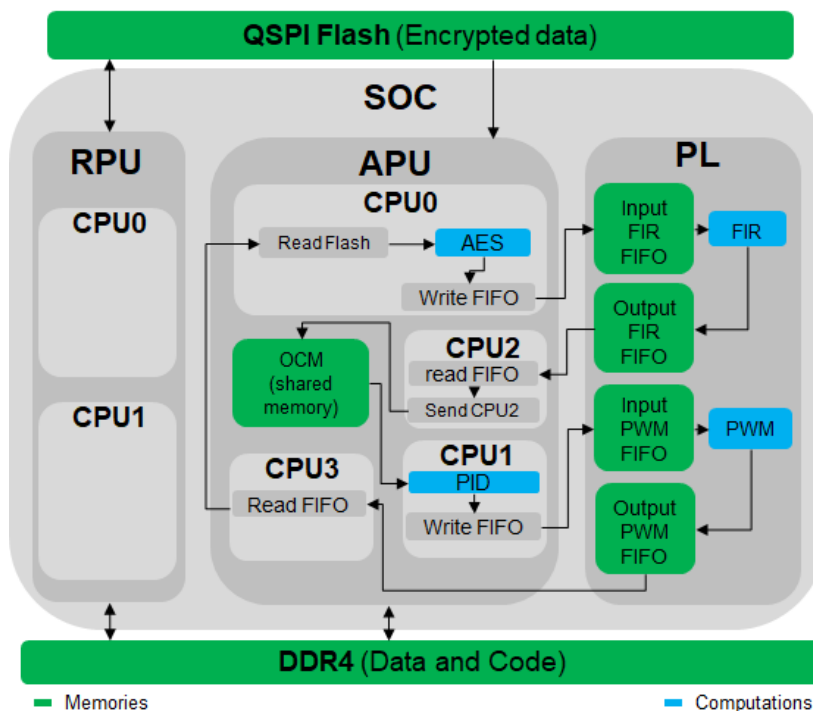 QSPI Flash (Encrypted data)
SOC
RPU
APU
PL
CPU0
CPU1
CPU0
Read Flash
AES
Write FIFO
OCM
(shared
memory)
CPU2
read FIFO
Send CPU2
CPU3
Read FIFO
CPU1
PID
Write FIFO
Input
FIR
FIFO
FIR
Output
FIR
FIFO
Input
PWM
FIFO
PWM
Output
PWM
FIFO
DDR4 (Data and Code)
Memories
Computations